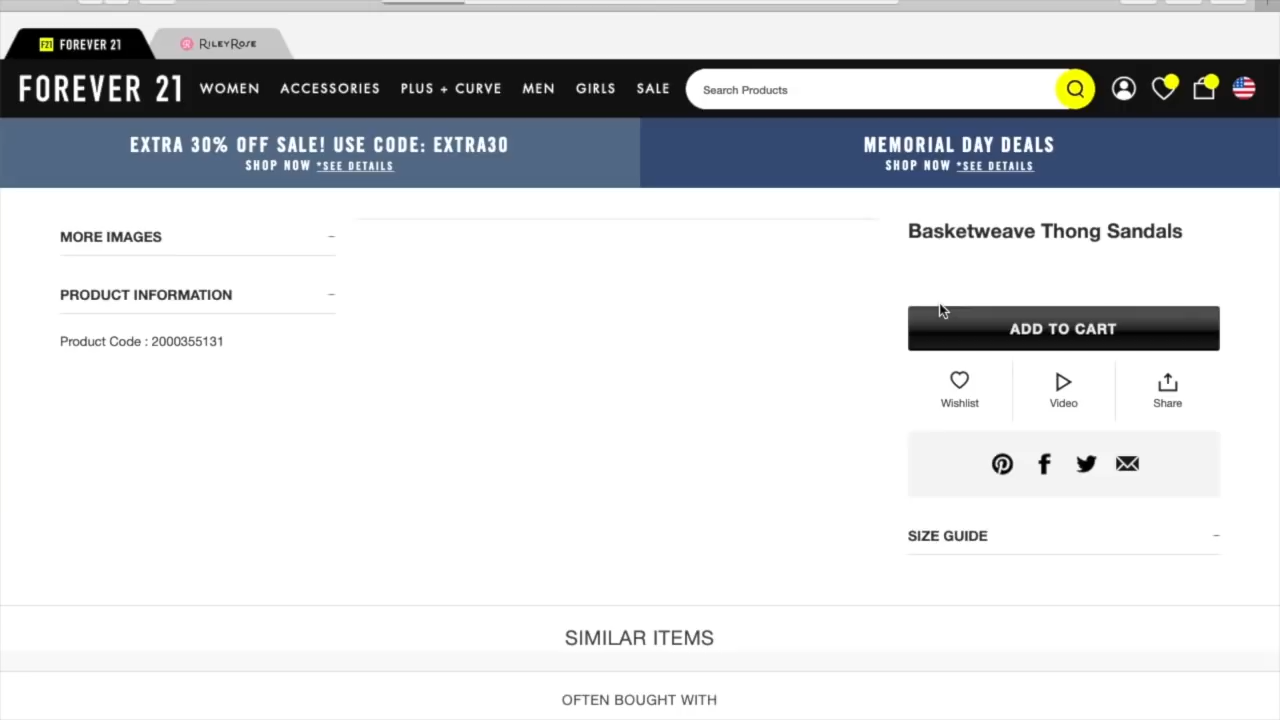 F21 FOREVER 21
RILEYROSE
FOREVER 21 WOMEN ACCESSORIES PLUS + CURVE MEN GIRLS SALE Search Products
EXTRA 30% OFF SALE! USE CODE: EXTRA30
SHOP NOW *SEE DETAILS
MEMORIAL DAY DEALS
SHOP NOW *SEE DETAILS
MORE IMAGES
PRODUCT INFORMATION
Product Code : 2000355131
Basketweave Thong Sandals
ADD TO CART
Wishlist
Video
Share
SIZE GUIDE
SIMILAR ITEMS
OFTEN BOUGHT WITH